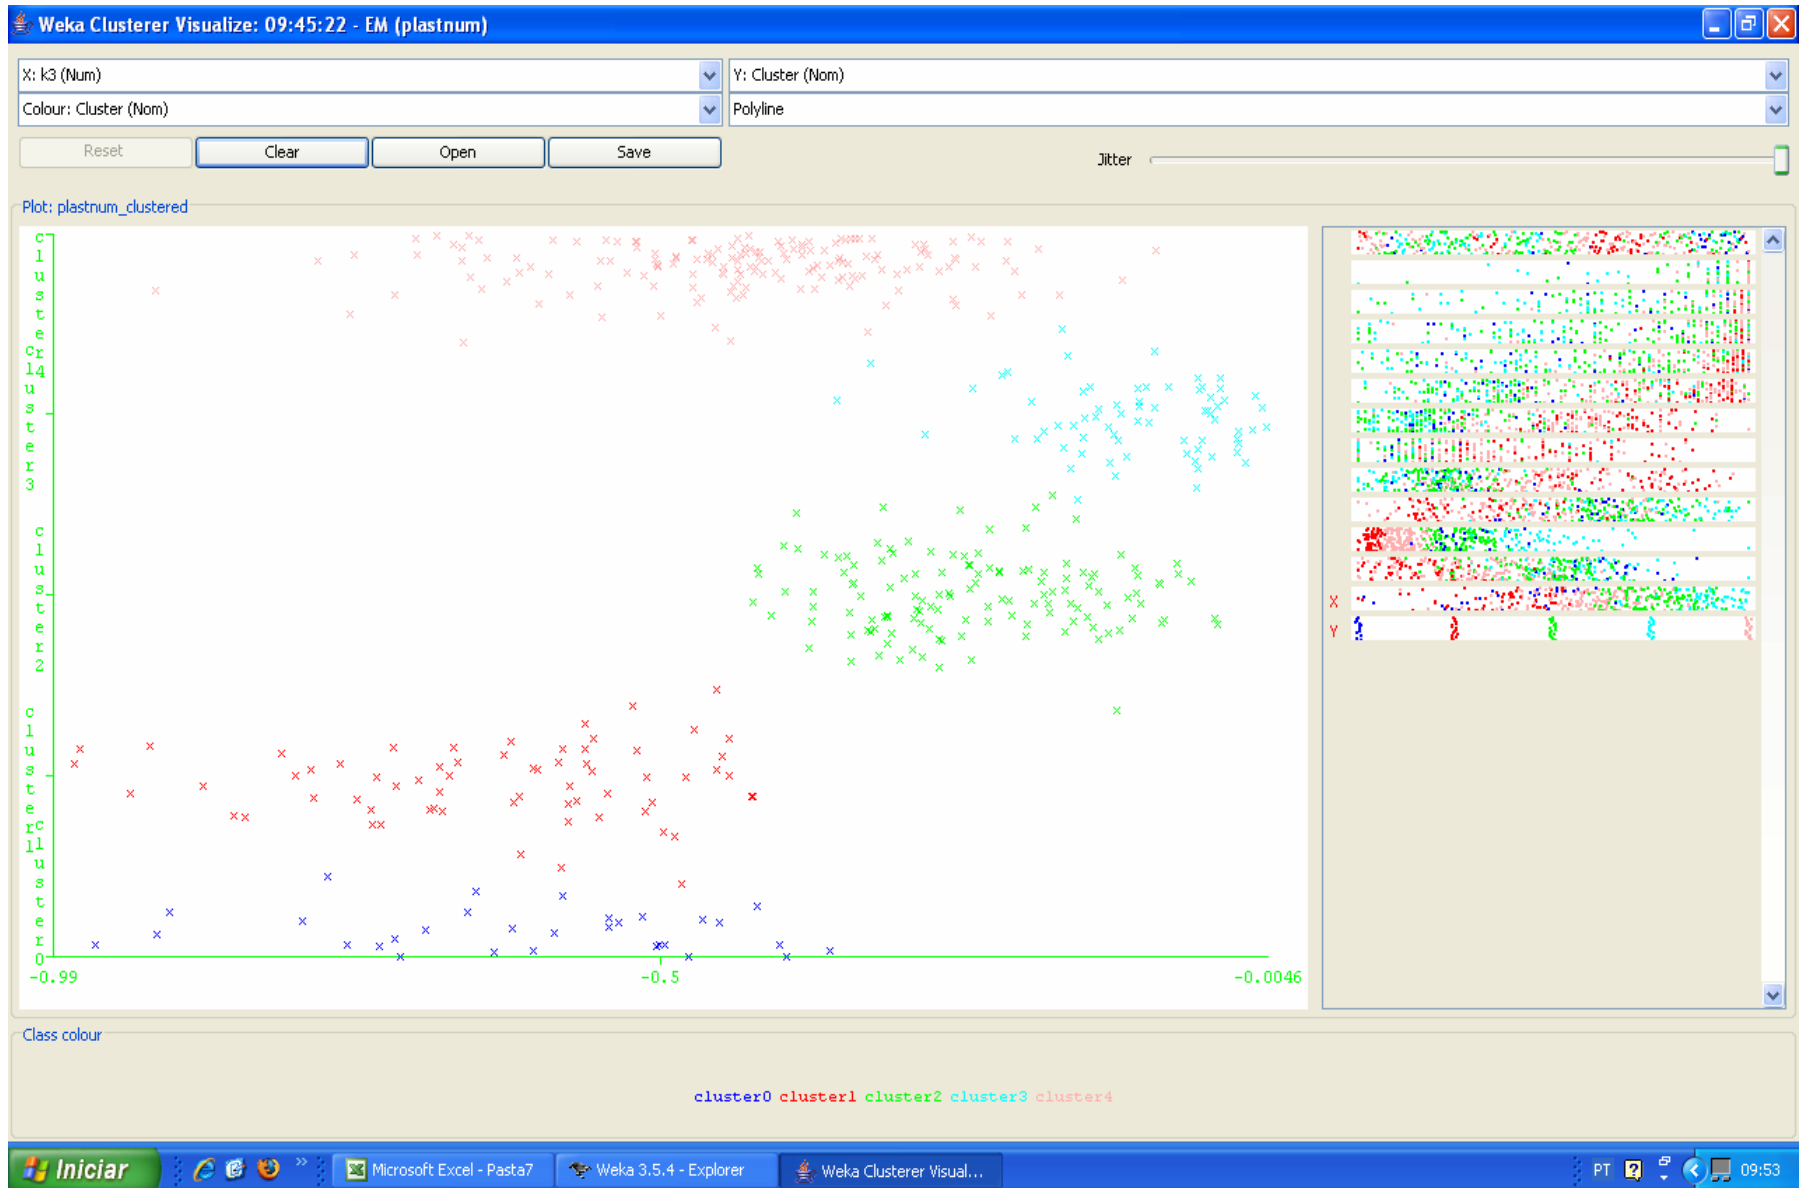 Weka Clusterer Visualize: 09:45:22 - EM (plastnum)
X: k3 (Num)
Y: Cluster (Nom)
Colour: Cluster (Nom)
Polyline
Reset
Clear
Open
Save
Jitter
Plot: plastnum_clustered
cluster4
cluster3
cluster2
cluster1
cluster0
-0.99
-0.5
-0.0046
X
Y
Class colour
cluster0 cluster1 cluster2 cluster3 cluster4
Iniciar
Microsoft Excel - Pasta7
Weka 3.5.4 - Explorer
Weka Clusterer Visual...
PT
09:53